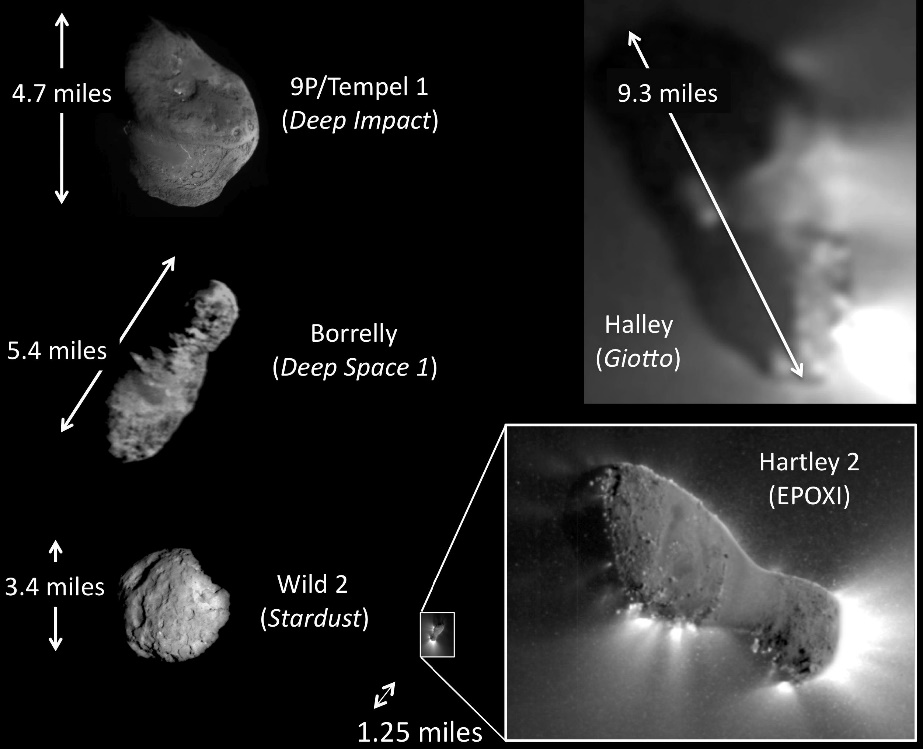 4.7 miles
9P/Tempel 1
(Deep Impact)
9.3 miles
Halley
(Giotto)
5.4 miles
Borrelly
(Deep Space 1)
Hartley 2
(EPOXI)
3.4 miles
Wild 2
(Stardust)
1.25 miles